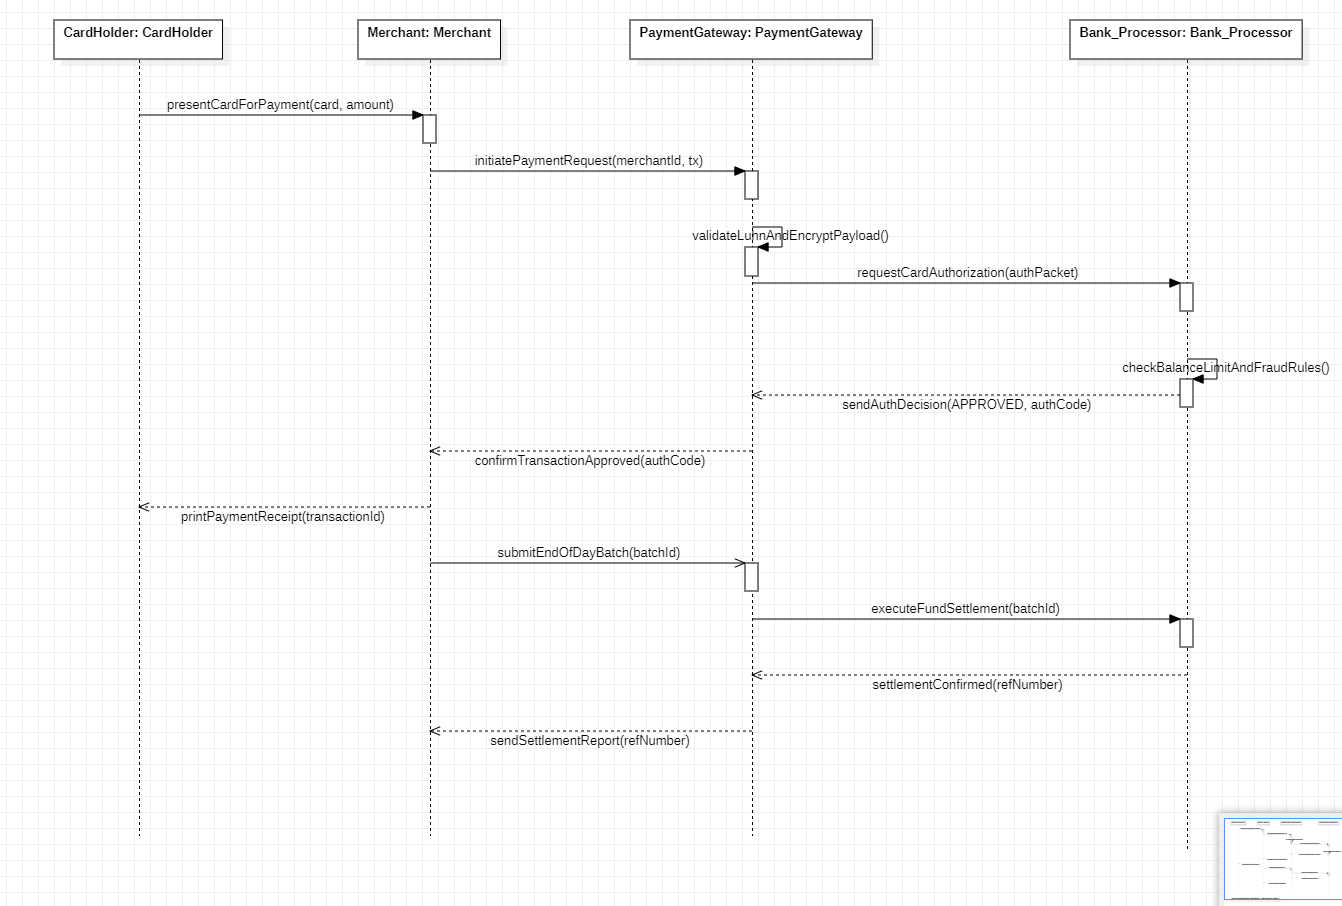 CardHolder: CardHolder
Merchant: Merchant
PaymentGateway: PaymentGateway
Bank_Processor: Bank_Processor
presentCardForPayment(card, amount)
initiatePaymentRequest(merchantId, tx)
validateLuhnAndEncryptPayload()
requestCardAuthorization(authPacket)
checkBalanceLimitAndFraudRules()
sendAuthDecision(APPROVED, authCode)
confirmTransactionApproved(authCode)
printPaymentReceipt(transactionId)
submitEndOfDayBatch(batchId)
executeFundSettlement(batchId)
settlementConfirmed(refNumber)
sendSettlementReport(refNumber)